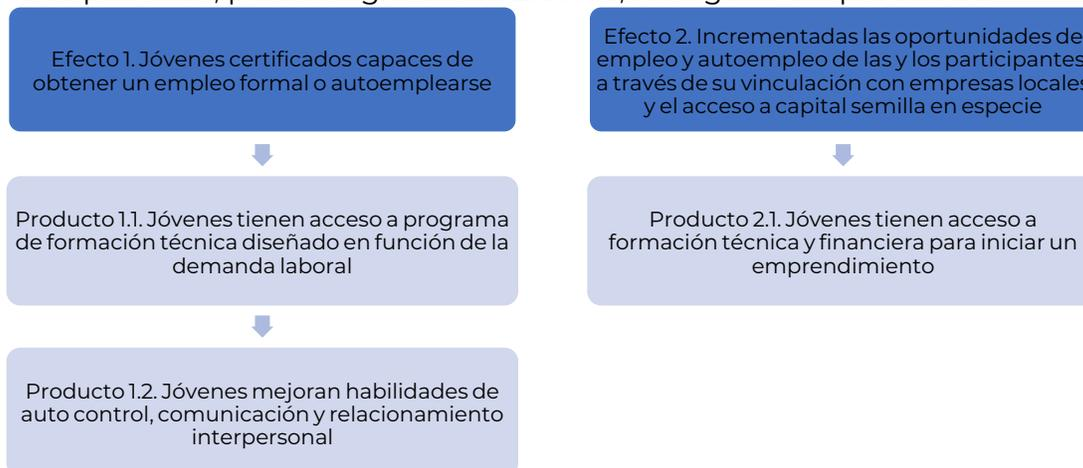 Efecto 1. Jóvenes certificados capaces de
obtener un empleo formal o autoemplearse
Producto 1.1. Jóvenes tienen acceso a programa
de formación técnica diseñado en función de la
demanda laboral
Producto 1.2. Jóvenes mejoran habilidades de
auto control, comunicación y relacionamiento
interpersonal
Efecto 2. Incrementadas las oportunidades de
empleo y autoempleo de las y los participantes
a través de su vinculación con empresas locales
y el acceso a capital semilla en especie
Producto 2.1. Jóvenes tienen acceso a
formación técnica y financiera para iniciar un
emprendimiento